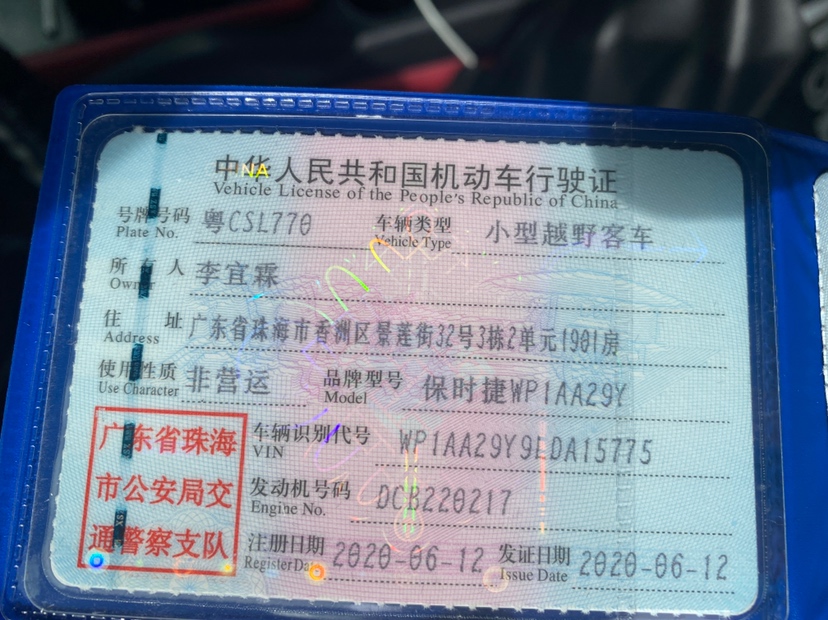 中华人民共和国机动车行驶证
Vehicle License of the People's Republic of China
号牌号码 粤CSL770 车辆类型 小型越野客车
Plate No. Vehicle Type
所有人 李宜霖
Owner
住址 广东省珠海市香洲区景莲街32号3栋2单元1901房
Address
使用性质 非营运 品牌型号 保时捷WP1AA29Y
Use Character Model
广东省珠海
市公安局交
通警察支队
车辆识别代号 WP1AA29Y9LDA15775
VIN
发动机号码 DCB220217
Engine No.
注册日期 2020-06-12 发证日期 2020-06-12
Register Date Issue Date